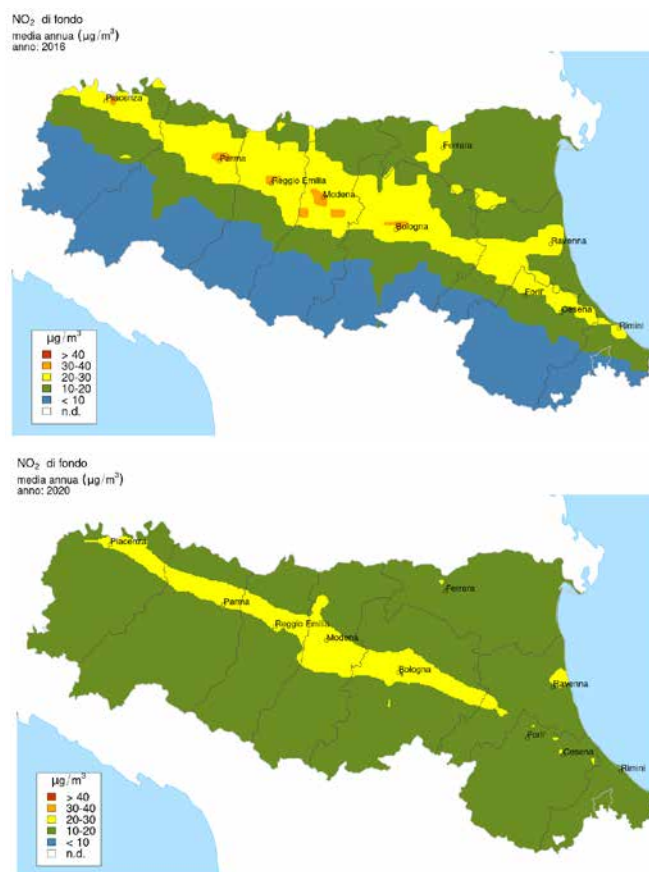 NO₂ di fondo
media annua (µg/m³)
anno: 2016
Piacenza
Parma
Reggio Emilia
Modena
Ferrara
Bologna
Ravenna
Forlì
Cesena
Rimini
µg/m³
> 40
30-40
20-30
10-20
< 10
n.d.
NO₂ di fondo
media annua (µg/m³)
anno: 2020
Piacenza
Parma
Reggio Emilia
Modena
Ferrara
Bologna
Ravenna
Forlì
Cesena
Rimini
µg/m³
> 40
30-40
20-30
10-20
< 10
n.d.